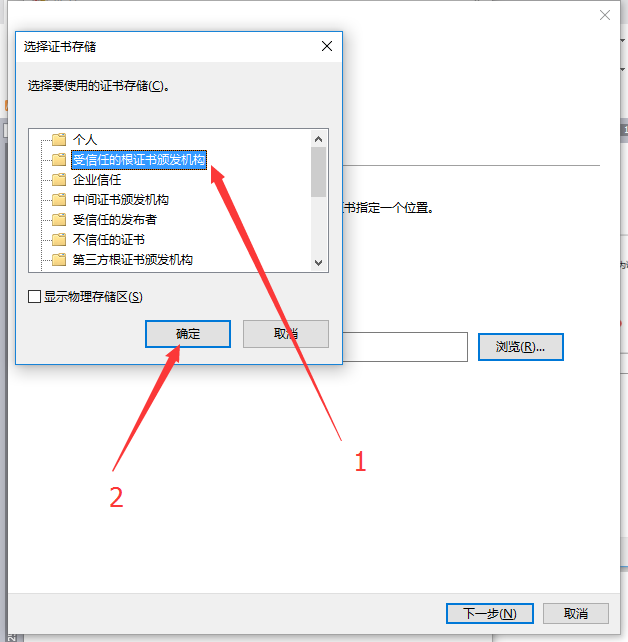 选择证书存储
选择要使用的证书存储(C)。
个人
受信任的根证书颁发机构
企业信任
中间证书颁发机构
受信任的发布者
不信任的证书
第三方根证书颁发机构
显示物理存储区(S)
确定
取消
书指定一个位置。
浏览(R)...
1
2
下一步(N)
取消